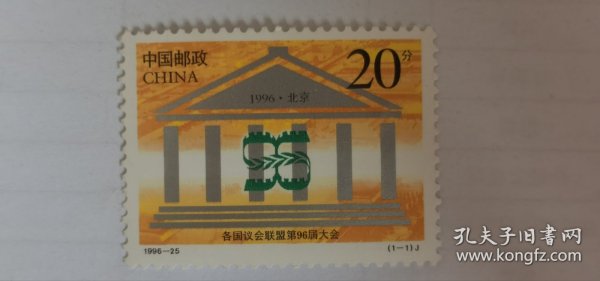 中国邮政
CHINA
20分
1996·北京
各国议会联盟第96届大会
1996-25
(1-1)J
孔夫子旧书网
www.kongfz.com